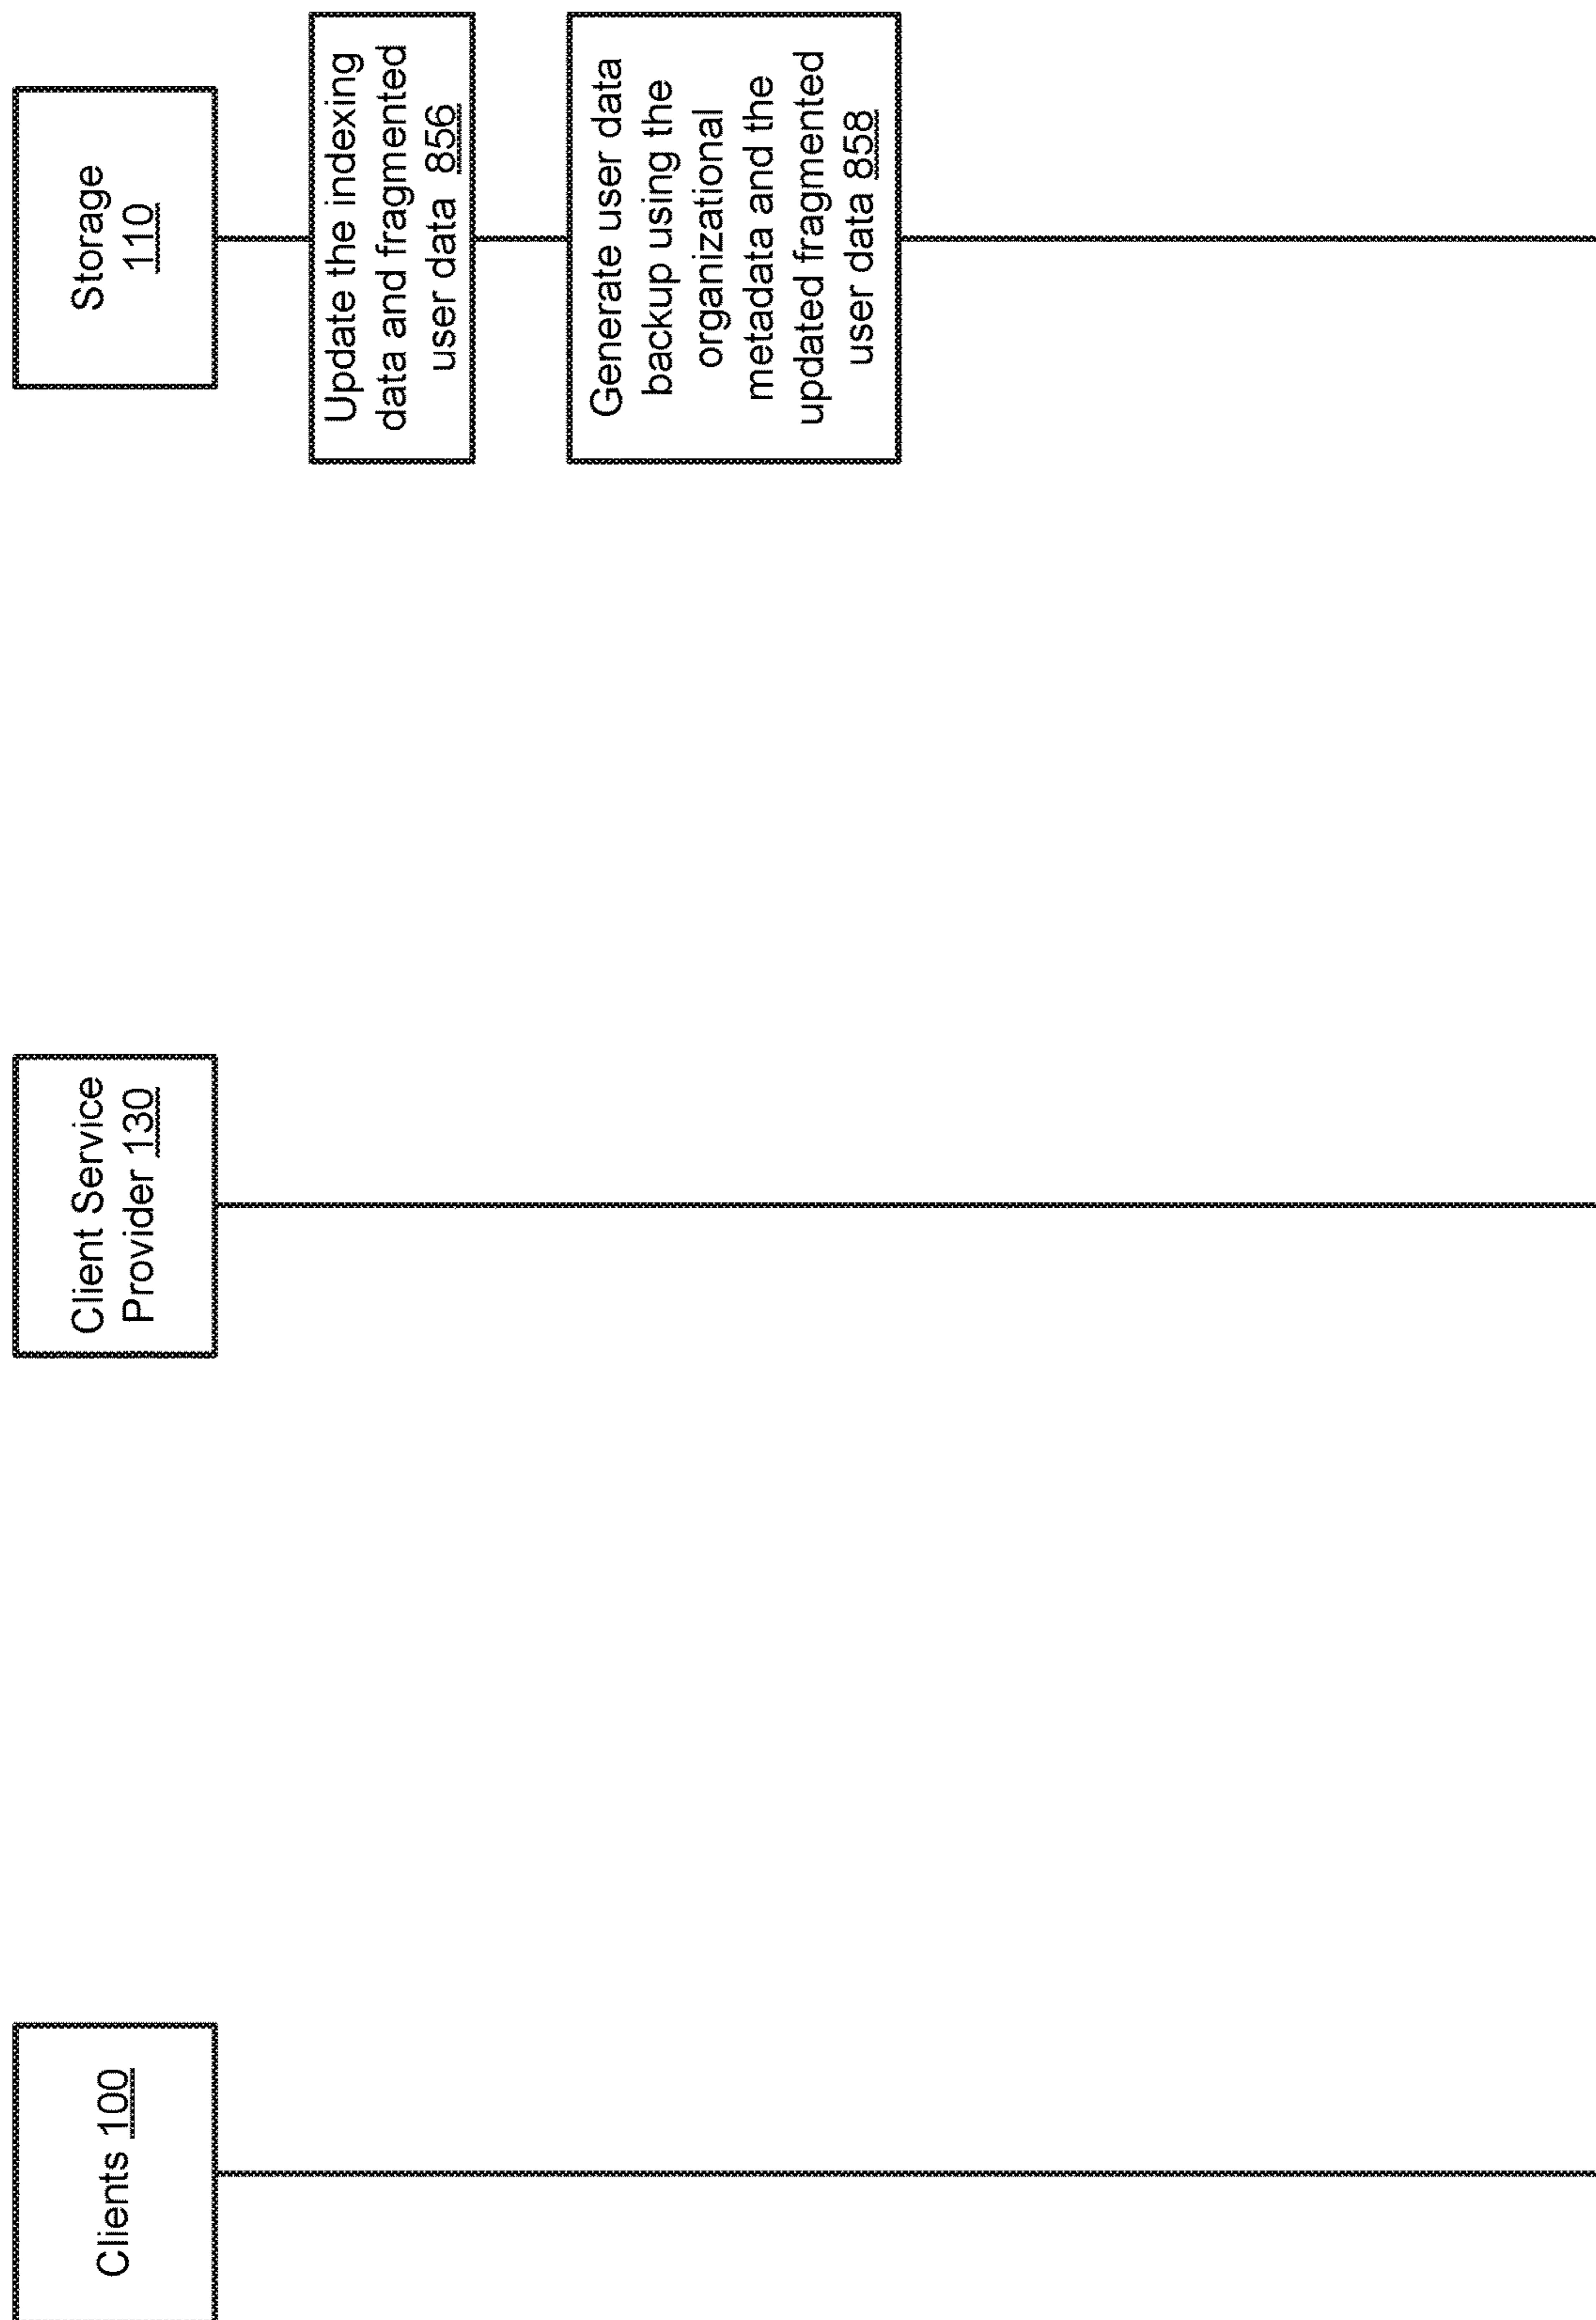 Clients 100
Client Service
Provider 130
Storage
110
Update the indexing
data and fragmented
user data 856
Generate user data
backup using the
organizational
metadata and the
updated fragmented
user data 858